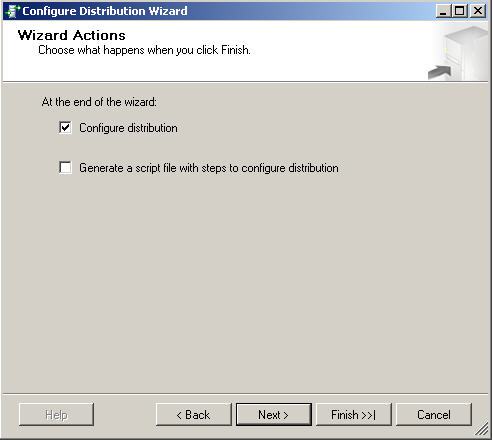 Configure Distribution Wizard
Wizard Actions
Choose what happens when you click Finish.
At the end of the wizard:
Configure distribution
Generate a script file with steps to configure distribution
Help
< Back
Next >
Finish >>|
Cancel